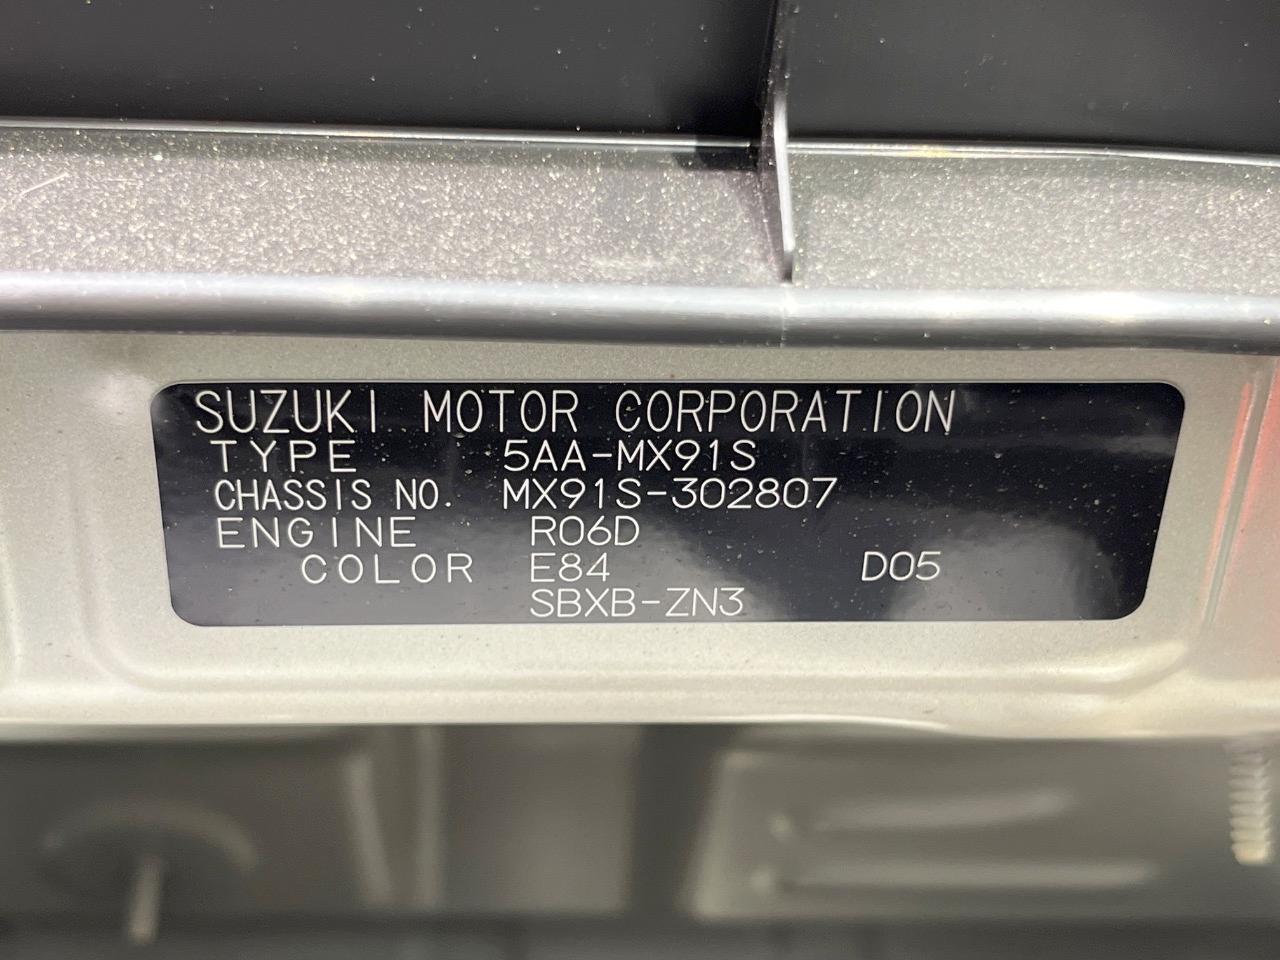 SUZUKI MOTOR CORPORATION
TYPE 5AA-MX91S
CHASSIS NO. MX91S-302807
ENGINE R06D
COLOR E84 D05
SBXB-ZN3